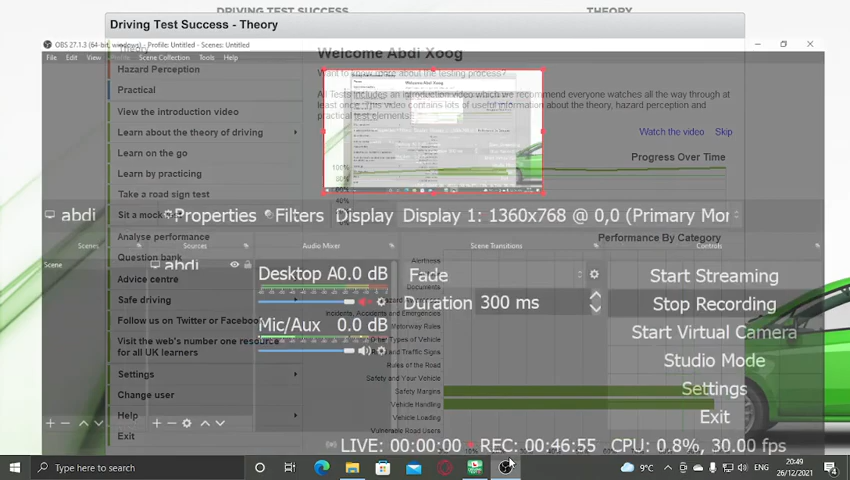 DRIVING TEST SUCCESS THEORY
Driving Test Success - Theory
OBS 27.1.3 (64-bit, windows) - Profile: Untitled - Scenes: Untitled
Theory
File Edit View Profile Scene Collection Tools Help
Welcome Abdi Xoog
Hazard Perception
Want to know more about the testing process?
Practical
All Tests includes an introduction video which we recommend everyone watches all the way through at
least once. This video contains lots of useful information about the theory, hazard perception and
practical test elements.
View the introduction video
Learn about the theory of driving
Watch the video Skip
Learn on the go
Progress Over Time
Learn by practicing
100%
80%
Take a road sign test
Sit a mock
abdi Properties Filters Display Display 1: 1360x768 @ 0,0 (Primary Mor
Analyse performance
Performance By Category
Scenes Sources Audio Mixer Scene Transitions Controls
Question bank
Scene abdi
Alertness
Advice centre
Desktop A 0.0 dB Fade Start Streaming
Documents
Safe driving
Duration 300 ms Stop Recording
Incidents, Accidents and Emergencies
Follow us on Twitter or Facebook
Mic/Aux 0.0 dB
Motorway Rules
Start Virtual Camera
Other Types of Vehicle
Visit the web's number one resource
for all UK learners
Road and Traffic Signs
Studio Mode
Rules of the Road
Settings
Safety and Your Vehicle
Safety Margins
Settings
Change user
Vehicle Handling
Help
Vehicle Loading
Exit
Vulnerable Road Users
Exit
LIVE: 00:00:00 REC: 00:46:55 CPU: 0.8%, 30.00 fps
Type here to search
9°C ENG 20:49
26/12/2021
4